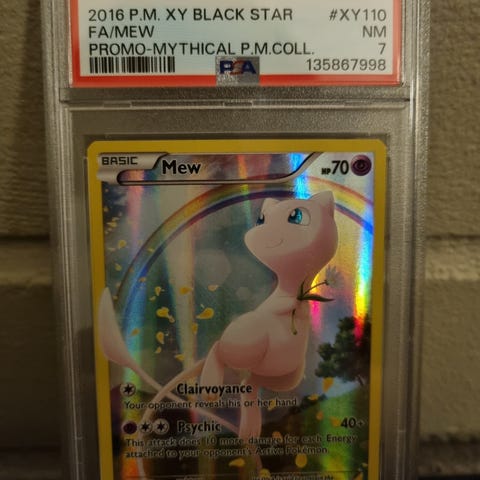 2016 P.M. XY BLACK STAR #XY110
FA/MEW NM
PROMO-MYTHICAL P.M.COLL. 7
PSA 135867998
BASIC Mew HP70
Clairvoyance
Your opponent reveals his or her hand.
Psychic 40+
This attack does 10 more damage for each Energy
attached to your opponent's Active Pokémon.